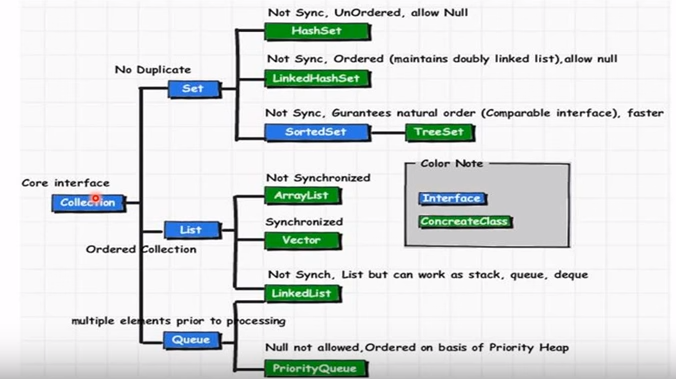 Not Sync, UnOrdered, allow Null
HashSet
Not Sync, Ordered (maintains doubly linked list),allow null
No Duplicate
LinkedHashSet
Set
Not Sync, Gurantees natural order (Comparable interface), faster
SortedSet
TreeSet
Color Note
Core interface
Not Synchronized
ArrayList
Interface
Collection
Synchronized
ConcreateClass
List
Vector
Ordered Collection
Not Synch, List but can work as stack, queue, deque
LinkedList
multiple elements prior to processing
Queue
Null not allowed,Ordered on basis of Priority Heap
PriorityQueue